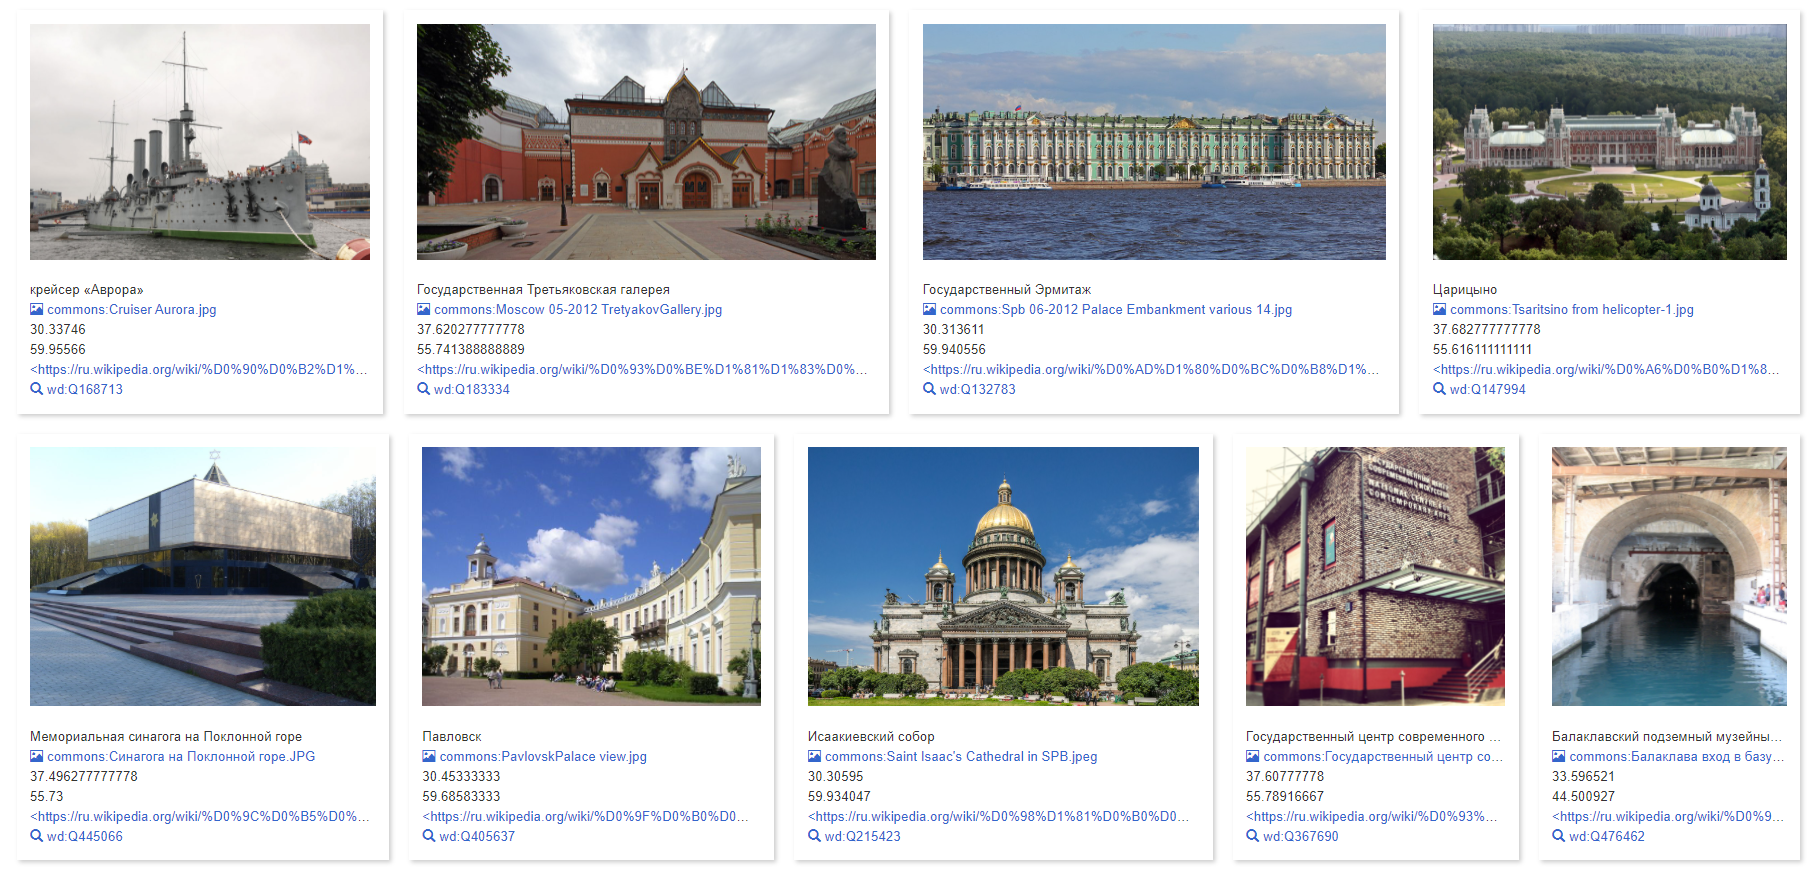 крейсер «Аврора»
commons:Cruiser Aurora.jpg
30.33746
59.95566
<https://ru.wikipedia.org/wiki/%D0%90%D0%B2%D1%...
wd:Q168713
Государственная Третьяковская галерея
commons:Moscow 05-2012 TretyakovGallery.jpg
37.620277777778
55.741388888889
<https://ru.wikipedia.org/wiki/%D0%93%D0%BE%D1%81%D1%83%D0%...
wd:Q183334
Государственный Эрмитаж
commons:Spb 06-2012 Palace Embankment various 14.jpg
30.313611
59.940556
<https://ru.wikipedia.org/wiki/%D0%AD%D1%80%D0%BC%D0%B8%D1%...
wd:Q132783
Царицыно
commons:Tsaritsino from helicopter-1.jpg
37.682777777778
55.616111111111
<https://ru.wikipedia.org/wiki/%D0%A6%D0%B0%D1%8...
wd:Q147994
Мемориальная синагога на Поклонной горе
commons:Синагога на Поклонной горе.JPG
37.496277777778
55.73
<https://ru.wikipedia.org/wiki/%D0%9C%D0%B5%D0%...
wd:Q445066
Павловск
commons:PavlovskPalace view.jpg
30.45333333
59.68583333
<https://ru.wikipedia.org/wiki/%D0%9F%D0%B0%D0...
wd:Q405637
Исаакиевский собор
commons:Saint Isaac's Cathedral in SPB.jpeg
30.30595
59.934047
<https://ru.wikipedia.org/wiki/%D0%98%D1%81%D0%B0%D0...
wd:Q215423
ГОСУДАРСТВЕННЫЙ ЦЕНТР
СОВРЕМЕННОГО ИСКУССТВА
NATIONAL CENTRE FOR
CONTEMPORARY ARTS
Государственный центр современного ...
commons:Государственный центр со...
37.60777778
55.78916667
<https://ru.wikipedia.org/wiki/%D0%93%...
wd:Q367690
Балаклавский подземный музейны...
commons:Балаклава вход в базу...
33.596521
44.500927
<https://ru.wikipedia.org/wiki/%D0%9...
wd:Q476462